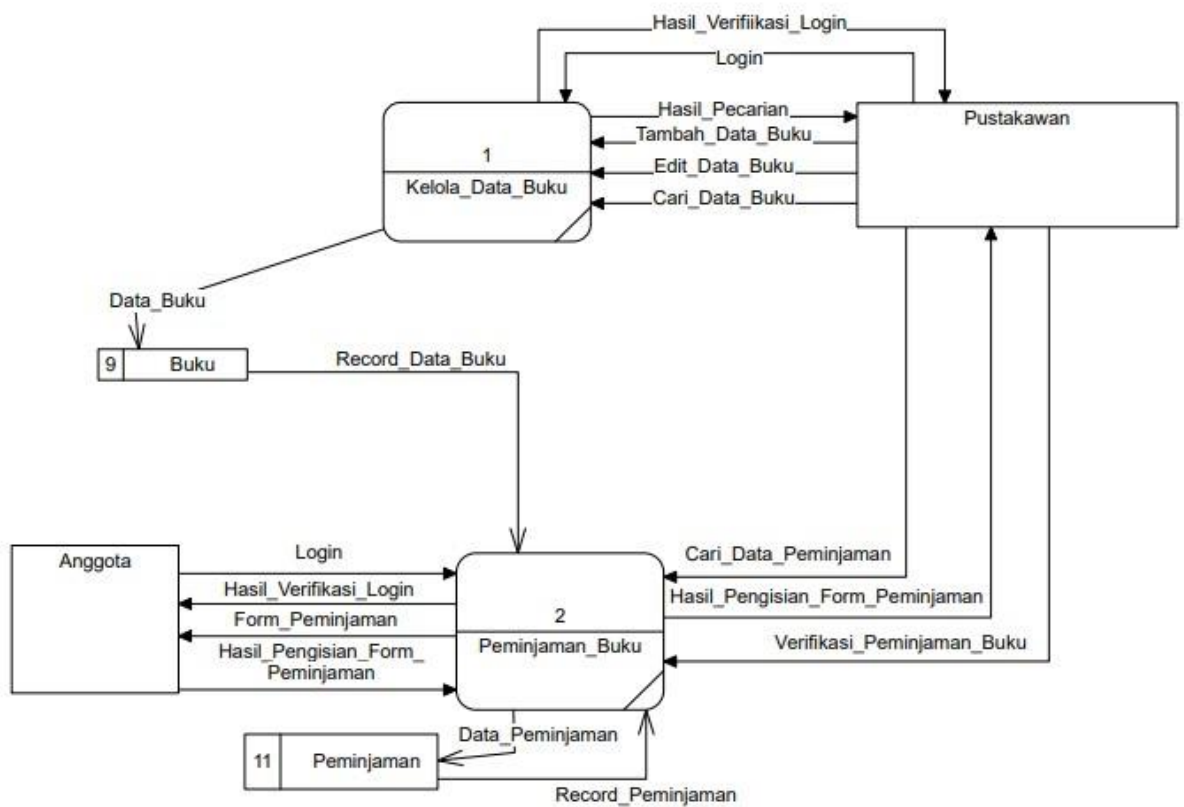 Hasil_Verifiikasi_Login
Login
Hasil_Pecarian
Pustakawan
Tambah_Data_Buku
1
Edit_Data_Buku
Kelola_Data_Buku
Cari_Data_Buku
Data_Buku
9
Buku
Record_Data_Buku
Anggota
Login
Cari_Data_Peminjaman
Hasil_Verifikasi_Login
Hasil_Pengisian_Form_Peminjaman
Form_Peminjaman
2
Peminjaman_Buku
Verifikasi_Peminjaman_Buku
Hasil_Pengisian_Form_
Peminjaman
Data_Peminjaman
11
Peminjaman
Record_Peminjaman